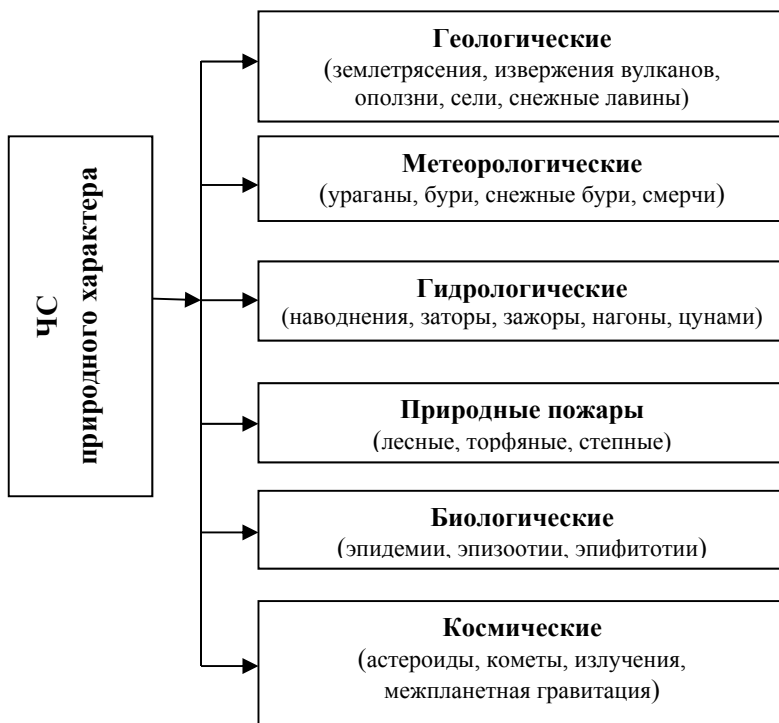 ЧС
природного характера
Геологические
(землетрясения, извержения вулканов,
оползни, сели, снежные лавины)
Метеорологические
(ураганы, бури, снежные бури, смерчи)
Гидрологические
(наводнения, заторы, зажоры, нагоны, цунами)
Природные пожары
(лесные, торфяные, степные)
Биологические
(эпидемии, эпизоотии, эпифитотии)
Космические
(астероиды, кометы, излучения,
межпланетная гравитация)